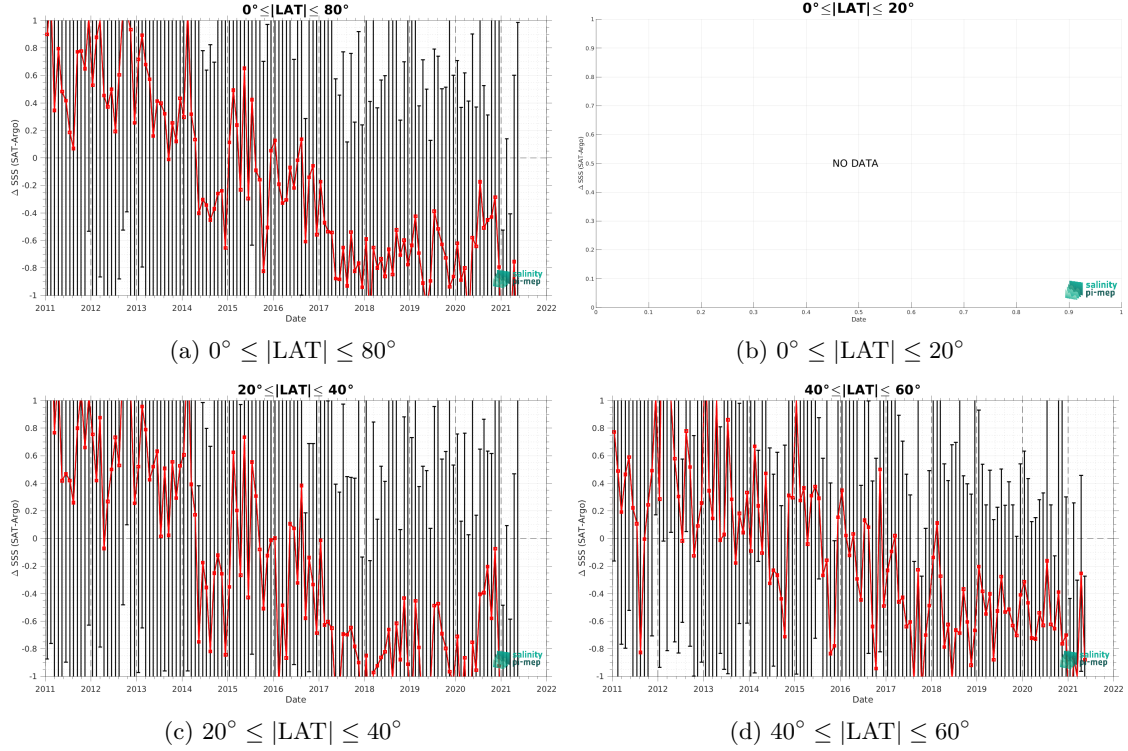 0°≤|LAT|≤ 80°
Δ SSS (SAT-Argo)
1
0.8
0.6
0.4
0.2
0
-0.2
-0.4
-0.6
-0.8
-1
2011 2012 2013 2014 2015 2016 2017 2018 2019 2020 2021 2022
Date
salinity
pi-mep
(a) 0° ≤ |LAT| ≤ 80°
0°≤|LAT|≤ 20°
Δ SSS (SAT-Argo)
1
0.9
0.8
0.7
0.6
0.5
0.4
0.3
0.2
0.1
0
NO DATA
0 0.1 0.2 0.3 0.4 0.5 0.6 0.7 0.8 0.9 1
Date
salinity
pi-mep
(b) 0° ≤ |LAT| ≤ 20°
20°≤|LAT|≤ 40°
Δ SSS (SAT-Argo)
1
0.8
0.6
0.4
0.2
0
-0.2
-0.4
-0.6
-0.8
-1
2011 2012 2013 2014 2015 2016 2017 2018 2019 2020 2021 2022
Date
salinity
pi-mep
(c) 20° ≤ |LAT| ≤ 40°
40°≤|LAT|≤ 60°
Δ SSS (SAT-Argo)
1
0.8
0.6
0.4
0.2
0
-0.2
-0.4
-0.6
-0.8
-1
2011 2012 2013 2014 2015 2016 2017 2018 2019 2020 2021 2022
Date
salinity
pi-mep
(d) 40° ≤ |LAT| ≤ 60°